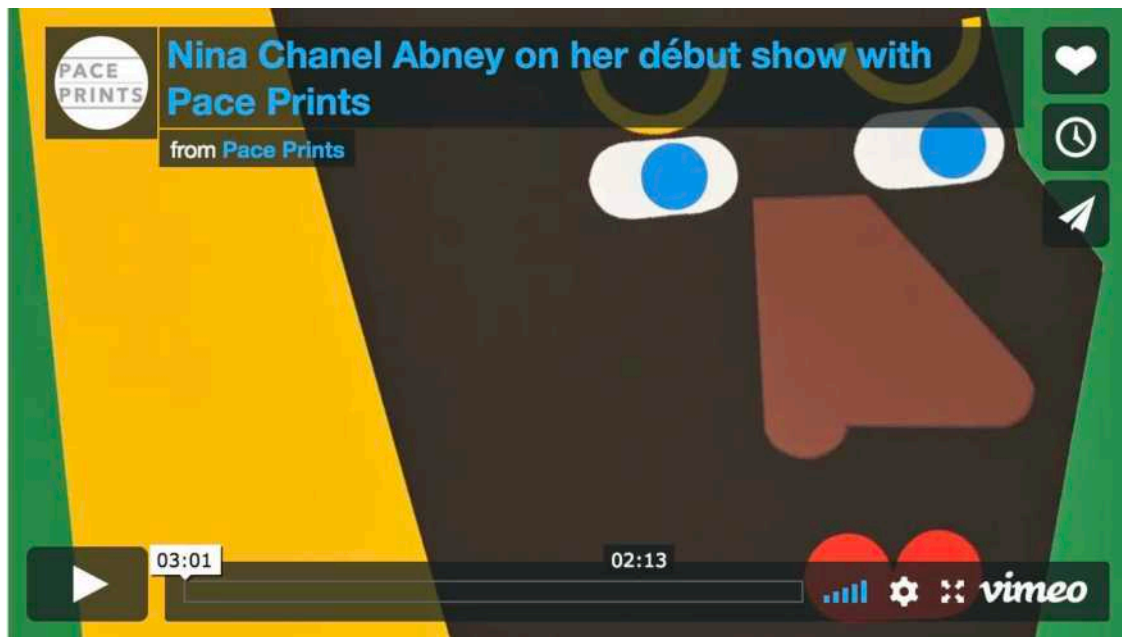 PACE
PRINTS
Nina Chanel Abney on her début show with
Pace Prints
from Pace Prints
03:01
02:13
vimeo